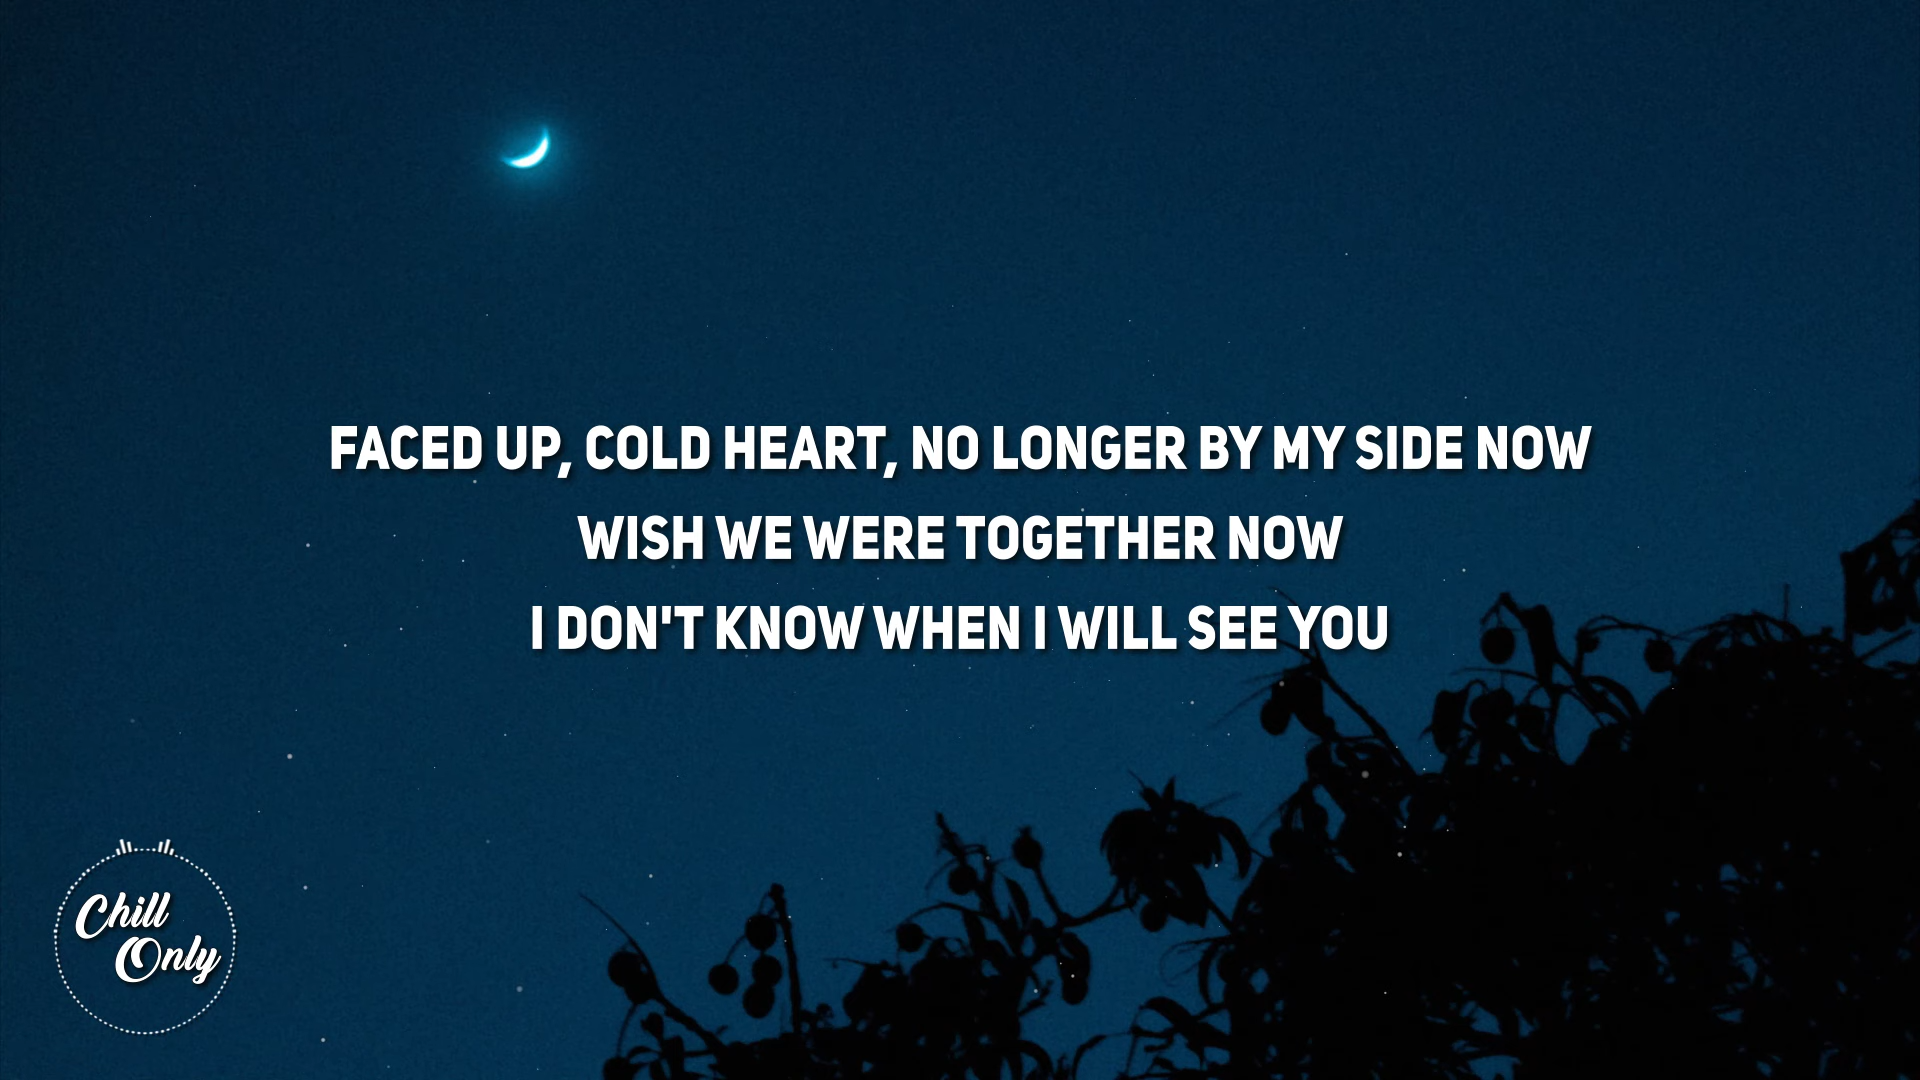 FACED UP, COLD HEART, NO LONGER BY MY SIDE NOW
WISH WE WERE TOGETHER NOW
I DON'T KNOW WHEN I WILL SEE YOU
Chill
Only